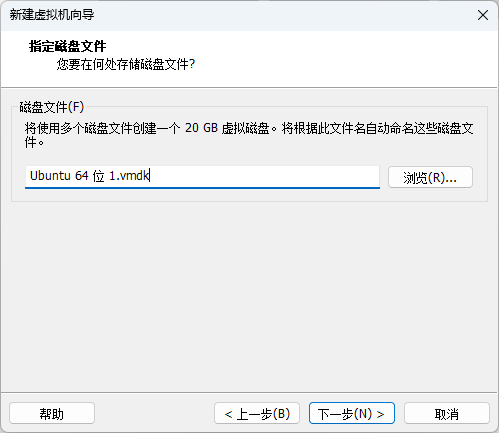 新建虚拟机向导
指定磁盘文件
您要在何处存储磁盘文件?
磁盘文件(F)
将使用多个磁盘文件创建一个 20 GB 虚拟磁盘。将根据此文件名自动命名这些磁盘文
件。
Ubuntu 64 位 1.vmdk
浏览(R)...
帮助
< 上一步(B)
下一步(N) >
取消